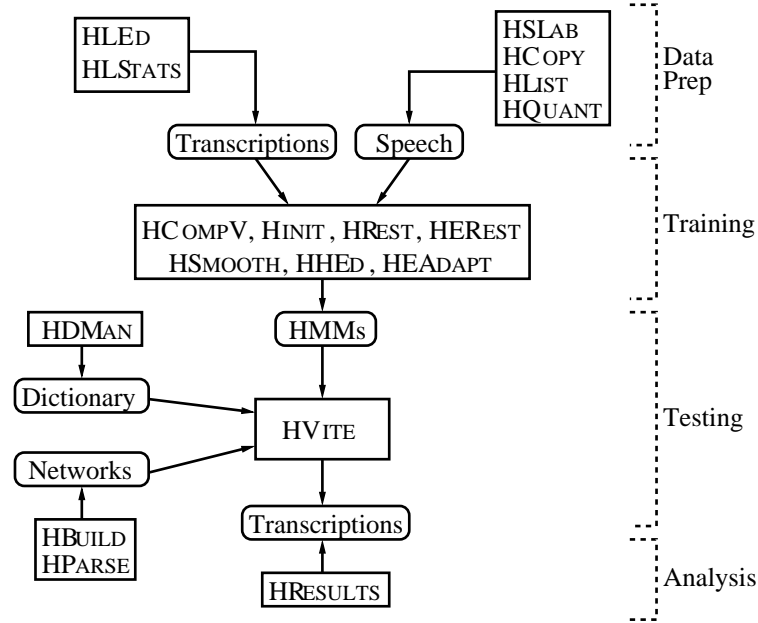 HLED
HLSTATS
HSLAB
HCOPY
HLIST
HQUANT
Data
Prep
Transcriptions
Speech
Training
HCOMPV, HINIT, HREST, HEREST
HSMOOTH, HHED, HEADAPT
HDMAN
HMMs
Dictionary
HVITE
Testing
Networks
Transcriptions
HBUILD
HPARSE
HRESULTS
Analysis